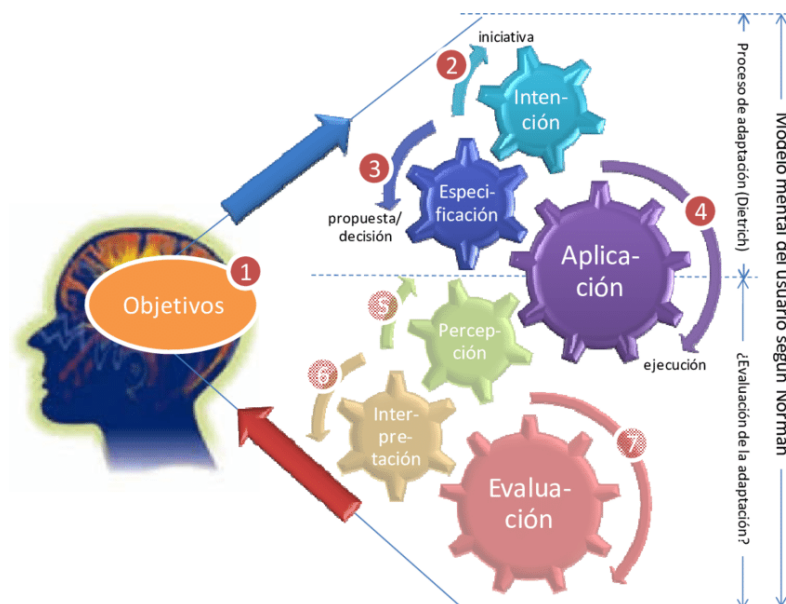 iniciativa
2
Inten-
ción
3
Especi-
ficación
propuesta/
decisión
4
Aplica-
ción
ejecución
1
Objetivos
5
Percep-
ción
6
Inter-
pre-
tación
7
Evalua-
ción
Proceso de adaptación (Dietrich)
¿Evaluación de la adaptación?
Modelo mental del usuario según Norman